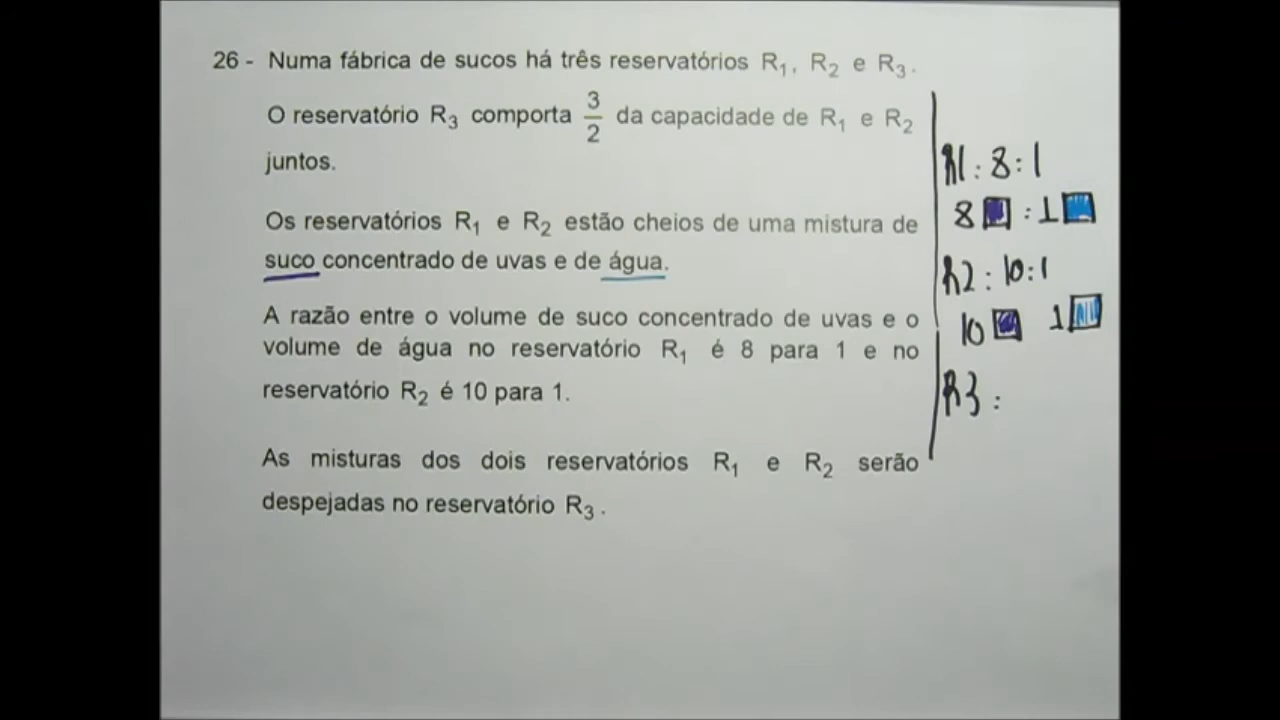 26 - Numa fábrica de sucos há três reservatórios R₁, R₂ e R₃.
O reservatório R₃ comporta 3/2 da capacidade de R₁ e R₂
juntos.
Os reservatórios R₁ e R₂ estão cheios de uma mistura de
suco concentrado de uvas e de água.
A razão entre o volume de suco concentrado de uvas e o
volume de água no reservatório R₁ é 8 para 1 e no
reservatório R₂ é 10 para 1.
As misturas dos dois reservatórios R₁ e R₂ serão
despejadas no reservatório R₃.
R1: 8:1
8 : 1
R2: 10:1
10 1
R3: